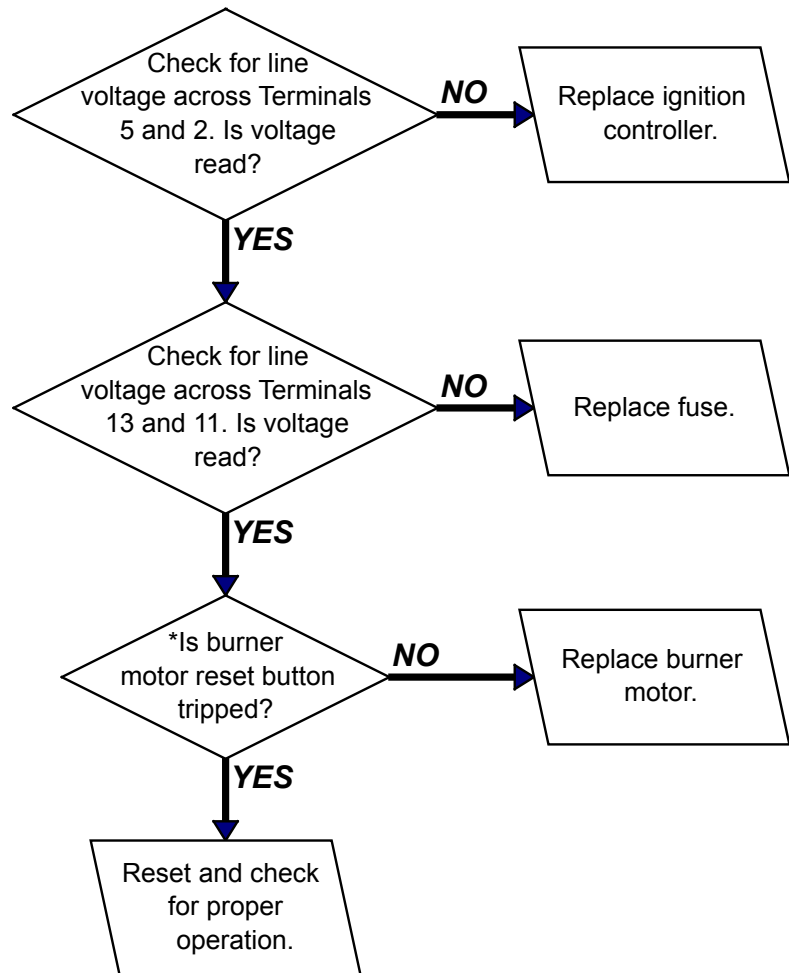 Check for line
voltage across Terminals
5 and 2. Is voltage
read?
NO
Replace ignition
controller.
YES
Check for line
voltage across Terminals
13 and 11. Is voltage
read?
NO
Replace fuse.
YES
*Is burner
motor reset button
tripped?
NO
Replace burner
motor.
YES
Reset and check
for proper
operation.